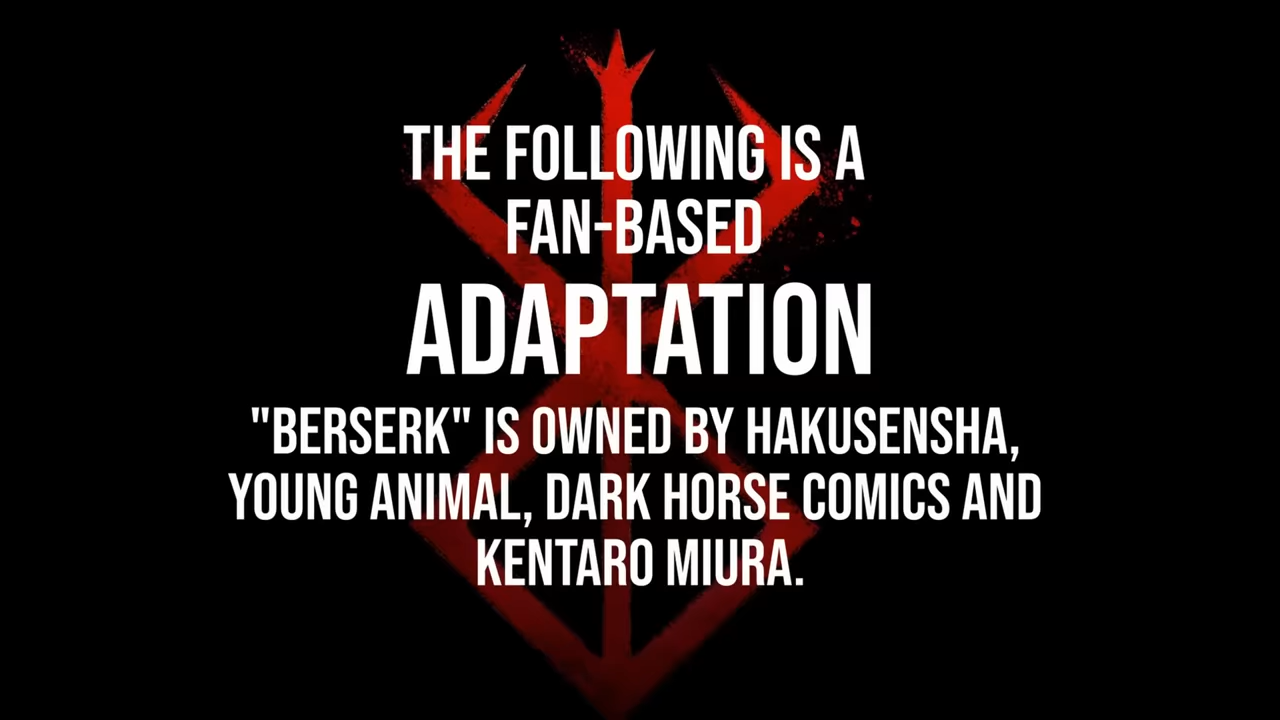 THE FOLLOWING IS A
FAN-BASED
ADAPTATION
"BERSERK" IS OWNED BY HAKUSENSHA,
YOUNG ANIMAL, DARK HORSE COMICS AND
KENTARO MIURA.